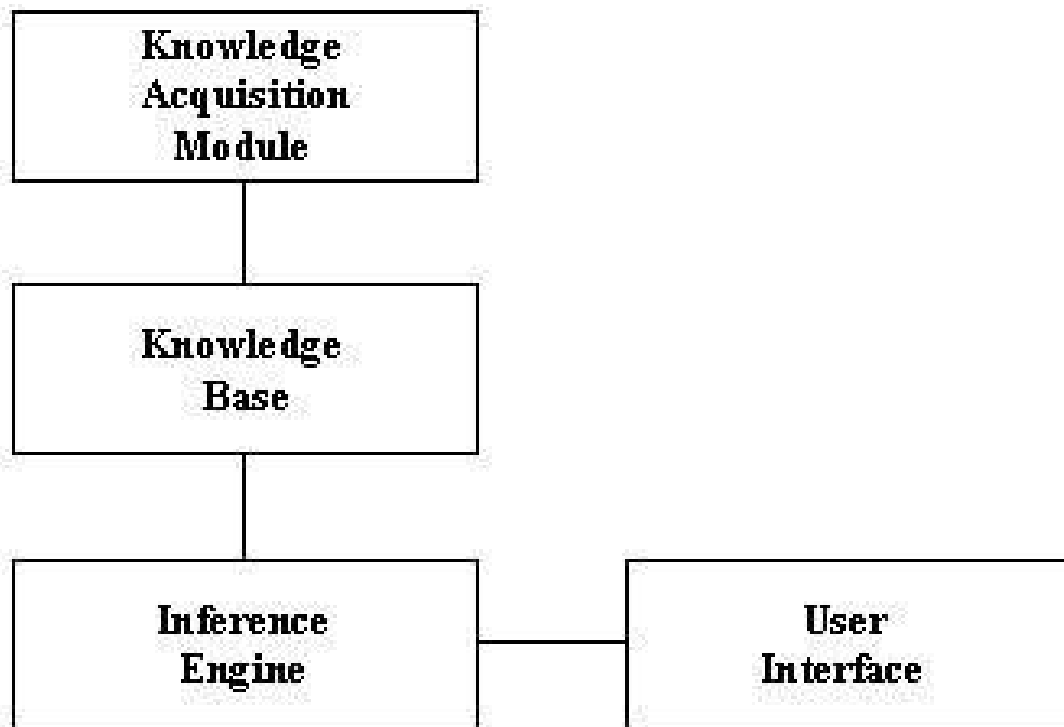 Knowledge
Acquisition
Module
Knowledge
Base
Inference
Engine
User
Interface